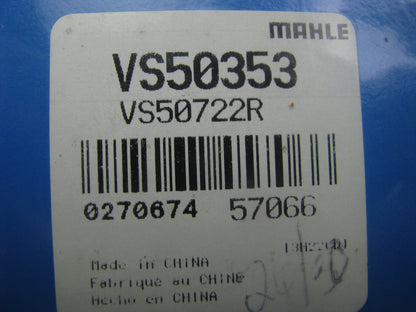 MAHLE
VS50353
VS50722R
0270674 57066
Made in CHINA
Fabriqué au CHINE
Hecho en CHINA